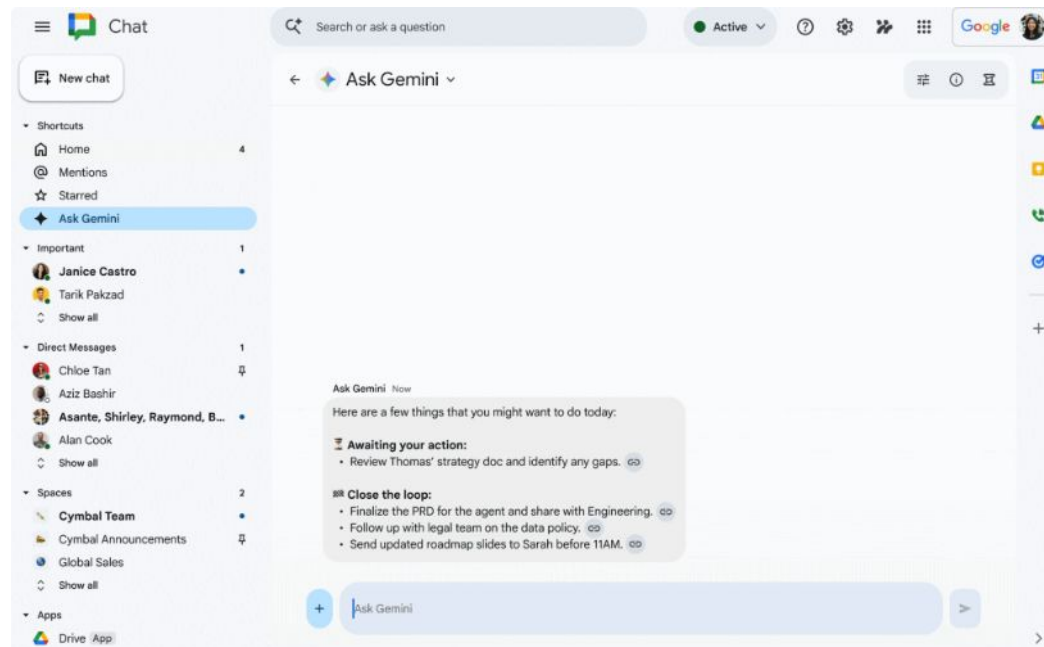 Chat
Search or ask a question
Active
Google
New chat
Ask Gemini
Shortcuts
Home 4
Mentions
Starred
Ask Gemini
Important 1
Janice Castro
Tarik Pakzad
Show all
Direct Messages 1
Chloe Tan
Aziz Bashir
Asante, Shirley, Raymond, B...
Alan Cook
Show all
Spaces 2
Cymbal Team
Cymbal Announcements
Global Sales
Show all
Apps
Drive App
Ask Gemini Now
Here are a few things that you might want to do today:
Awaiting your action:
• Review Thomas' strategy doc and identify any gaps.
Close the loop:
• Finalize the PRD for the agent and share with Engineering.
• Follow up with legal team on the data policy.
• Send updated roadmap slides to Sarah before 11AM.
Ask Gemini